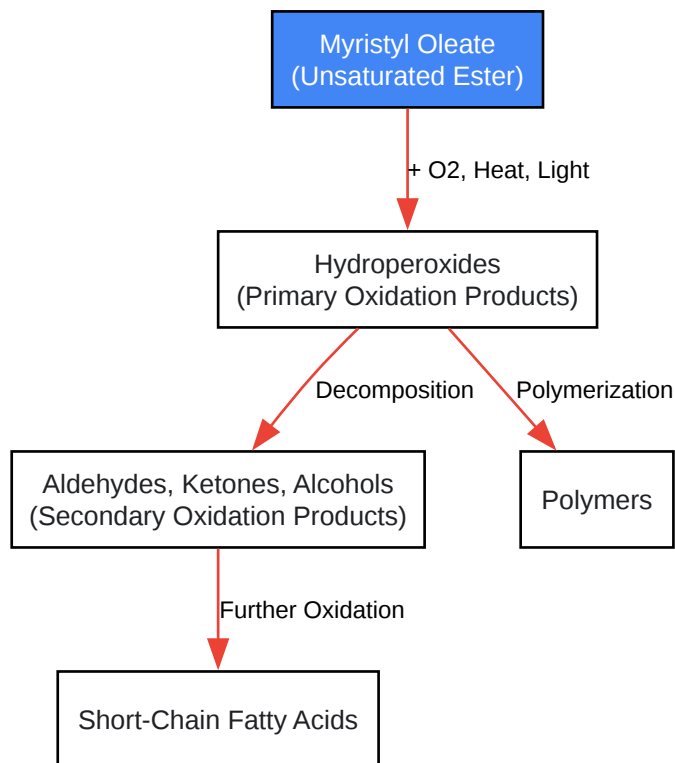 Myristyl Oleate
(Unsaturated Ester)
+ O2, Heat, Light
Hydroperoxides
(Primary Oxidation Products)
Decomposition
Polymerization
Aldehydes, Ketones, Alcohols
(Secondary Oxidation Products)
Polymers
Further Oxidation
Short-Chain Fatty Acids